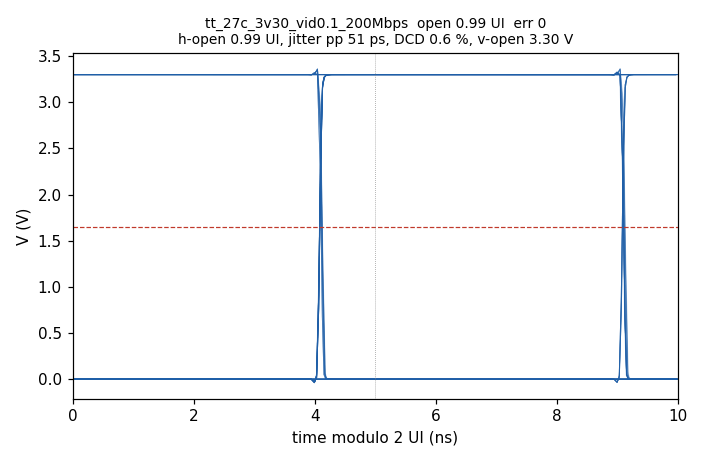 tt_27c_3v30_vid0.1_200Mbps  open 0.99 UI  err 0
h-open 0.99 UI, jitter pp 51 ps, DCD 0.6 %, v-open 3.30 V
3.5
3.0
2.5
2.0
1.5
1.0
0.5
0.0
V (V)
0 2 4 6 8 10
time modulo 2 UI (ns)